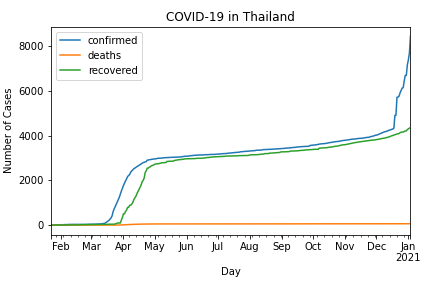 COVID-19 in Thailand
confirmed
deaths
recovered
Number of Cases
8000
6000
4000
2000
0
Feb Mar Apr May Jun Jul Aug Sep Oct Nov Dec Jan
2021
Day